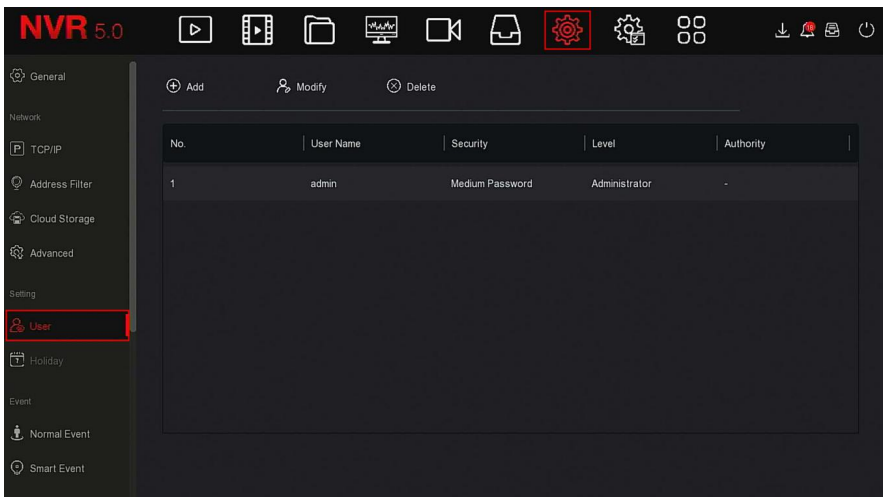 NVR 5.0
General
Network
TCP/IP
Address Filter
Cloud Storage
Advanced
Setting
User
Holiday
Event
Normal Event
Smart Event
Add Modify Delete
No. User Name Security Level Authority
1 admin Medium Password Administrator -